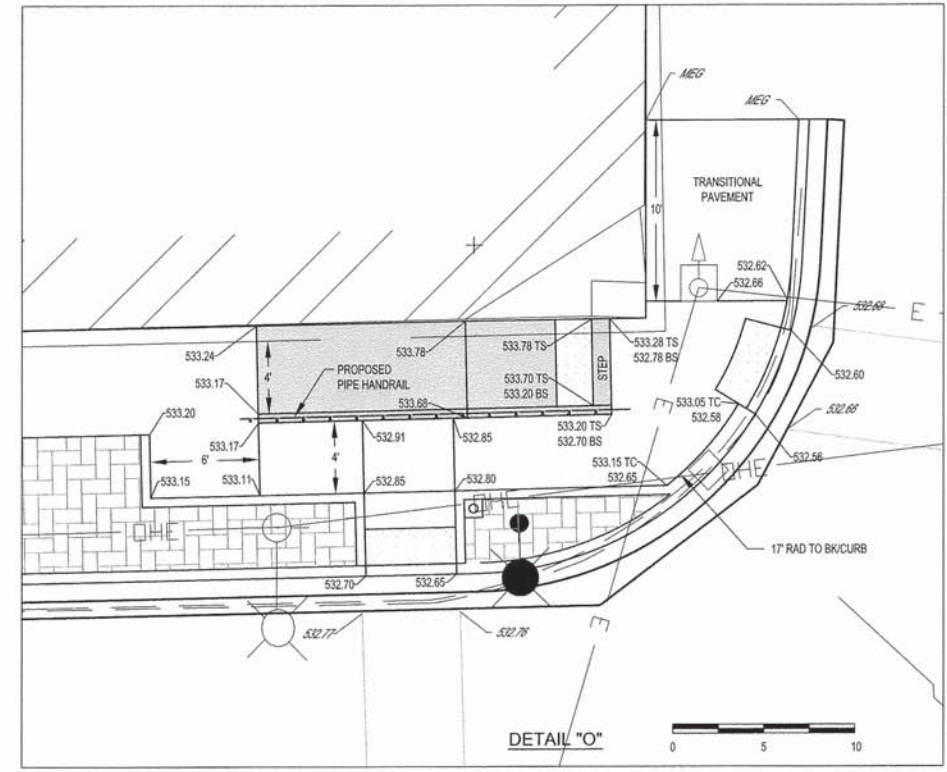 MEG
MEG
10'
TRANSITIONAL
PAVEMENT
532.62
532.66
532.68
E
533.24
533.78
533.78 TS
533.28 TS
532.78 BS
4'
PROPOSED
PIPE HANDRAIL
STEP
533.17
533.68
533.70 TS
533.20 BS
532.60
533.20
E
533.05 TC
532.58
532.66
533.17
532.91
532.85
533.20 TS
532.70 BS
6'
4'
533.15 TC
532.65
532.56
533.15
533.11
532.85
532.80
OHE
OHE
OHE
17' RAD TO BK/CURB
532.70
532.65
532.77
532.76
E
DETAIL "O"
0
5
10